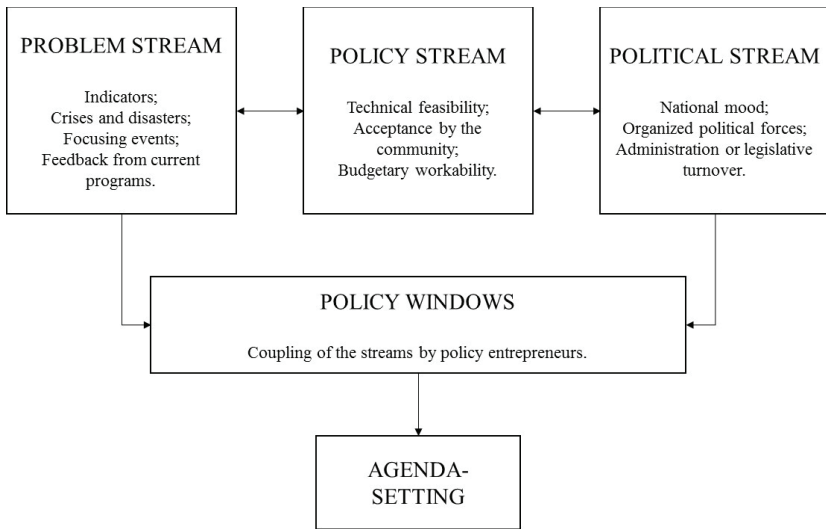 PROBLEM STREAM
Indicators;
Crises and disasters;
Focusing events;
Feedback from current
programs.
POLICY STREAM
Technical feasibility;
Acceptance by the
community;
Budgetary workability.
POLITICAL STREAM
National mood;
Organized political forces;
Administration or legislative
turnover.
POLICY WINDOWS
Coupling of the streams by policy entrepreneurs.
AGENDA-
SETTING